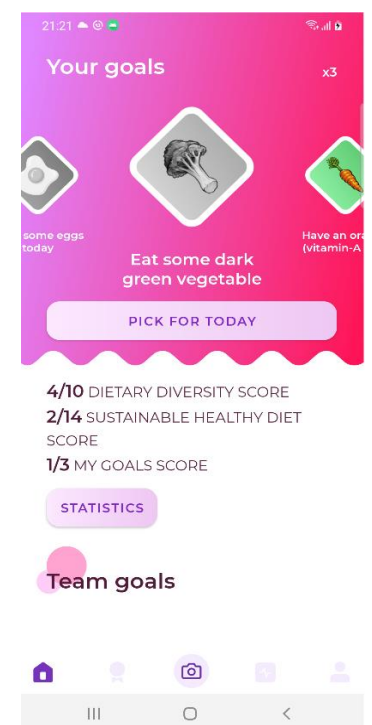 21:21
Your goals
x3
some eggs
today
Have an ora
(vitamin-A
Eat some dark
green vegetable
PICK FOR TODAY
4/10 DIETARY DIVERSITY SCORE
2/14 SUSTAINABLE HEALTHY DIET
SCORE
1/3 MY GOALS SCORE
STATISTICS
Team goals